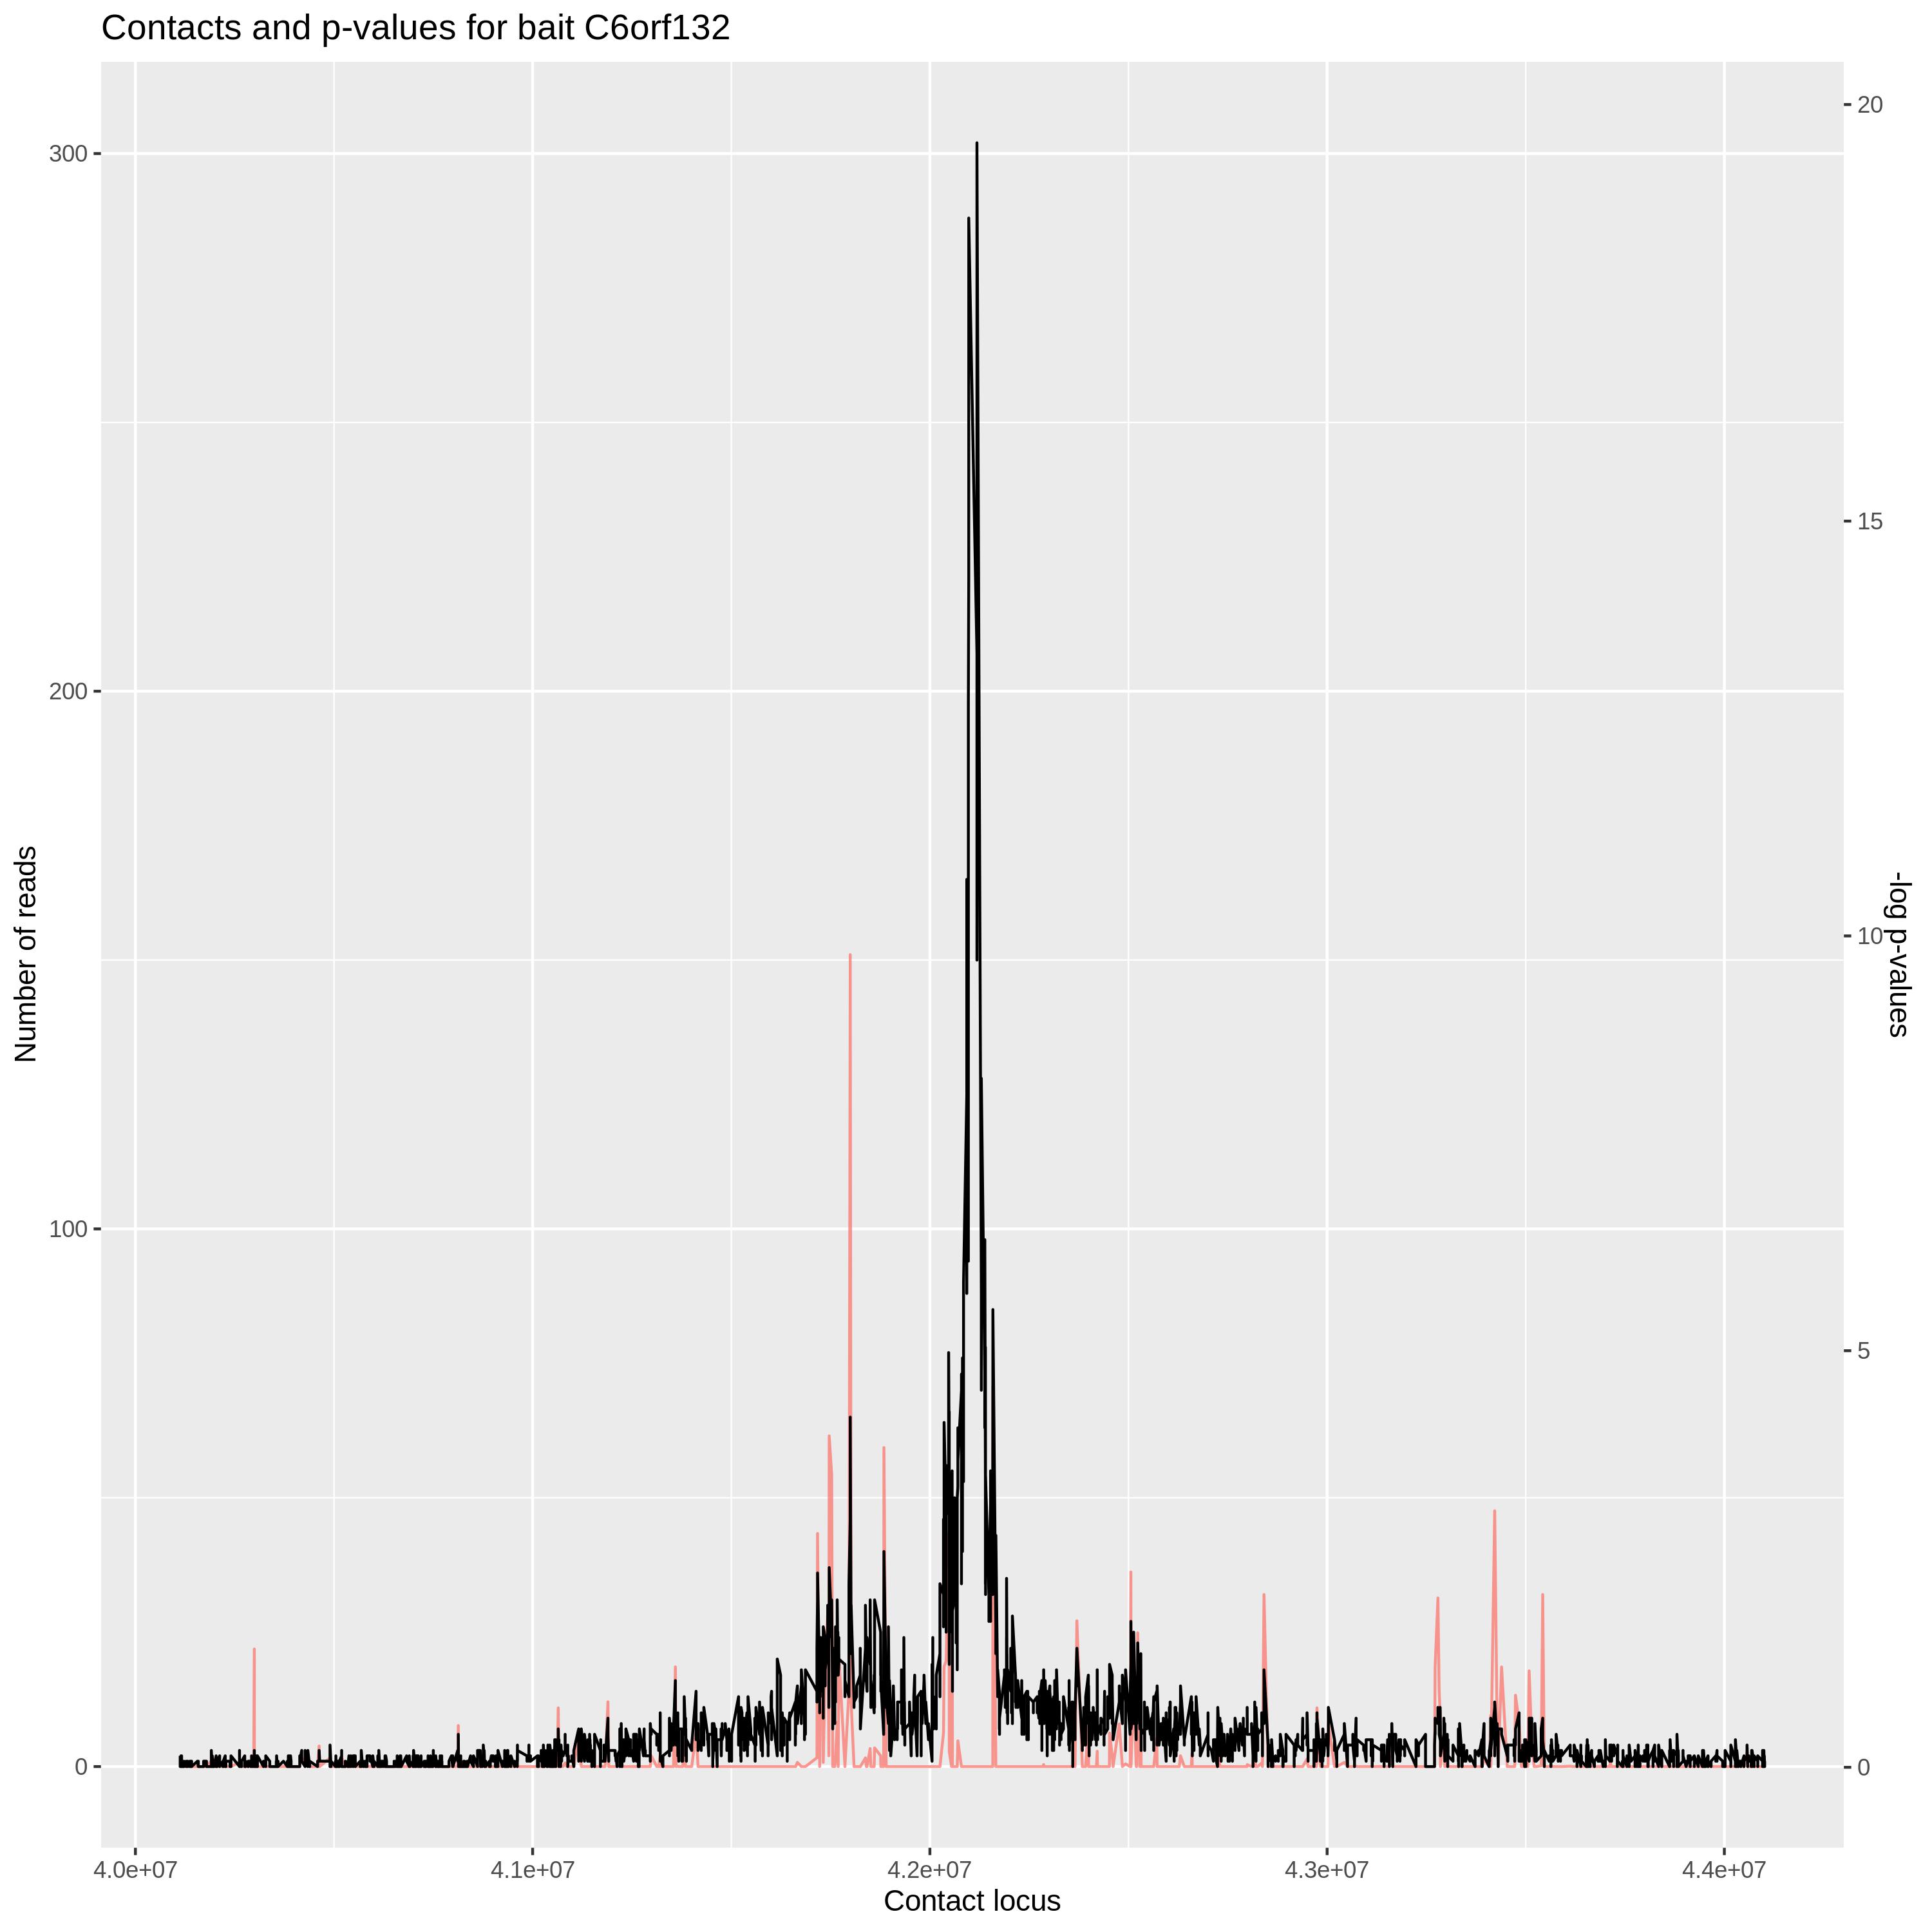 Contacts and p-values for bait C6orf132
300
200
100
0
Number of reads
20
15
10
5
0
-log p-values
4.0e+07
4.1e+07
4.2e+07
4.3e+07
4.4e+07
Contact locus